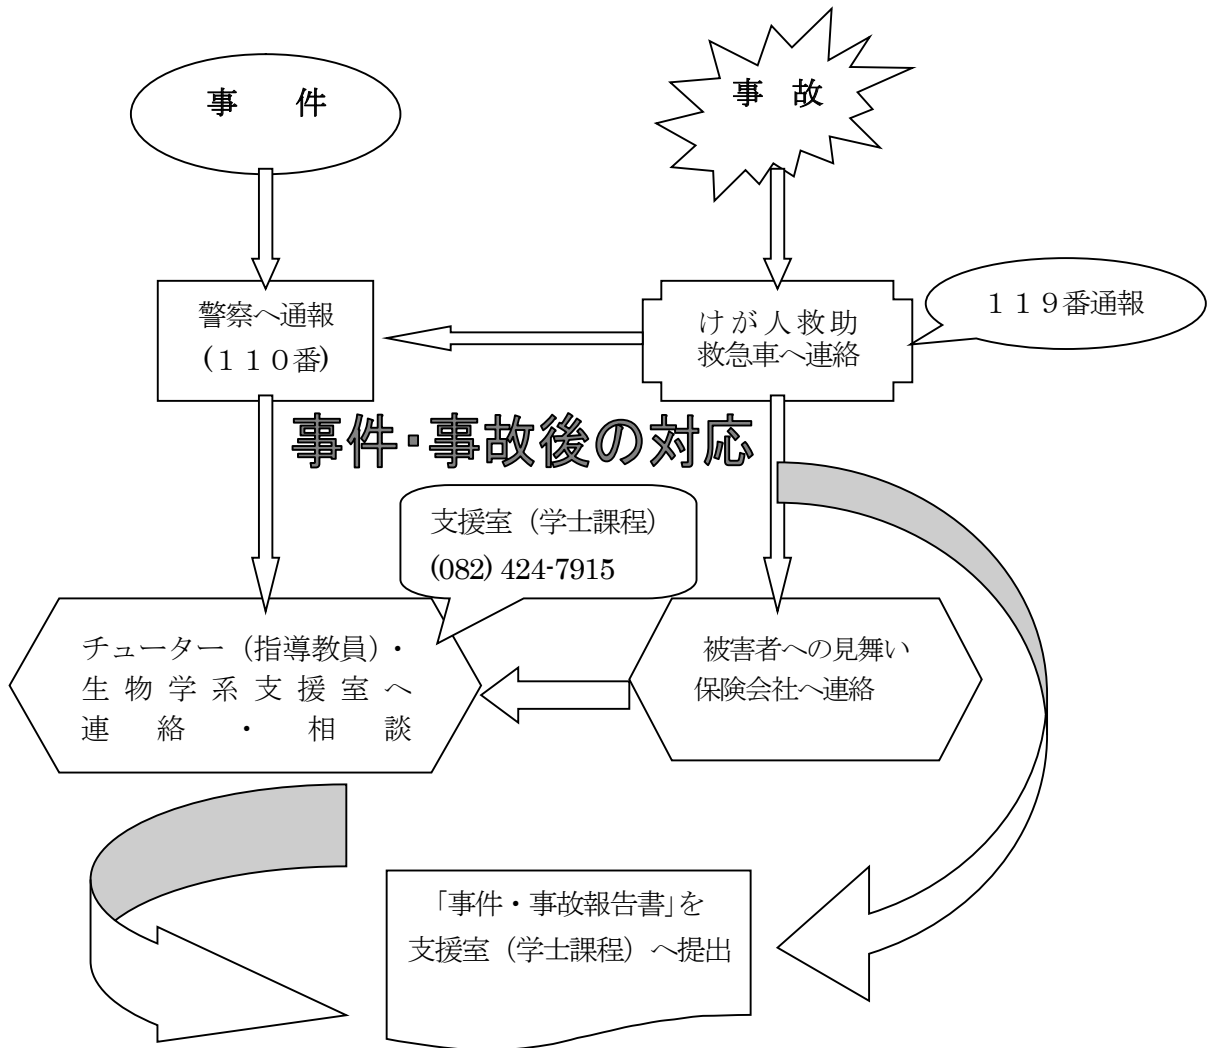 事　　件
事　故
警察へ通報
(１１０番)
けが人救助
救急車へ連絡
１１９番通報
事件・事故後の対応
支援室（学士課程）
(082) 424-7915
チューター（指導教員）・
生物学系支援室へ
連絡・相談
被害者への見舞い
保険会社へ連絡
「事件・事故報告書」を
支援室（学士課程）へ提出